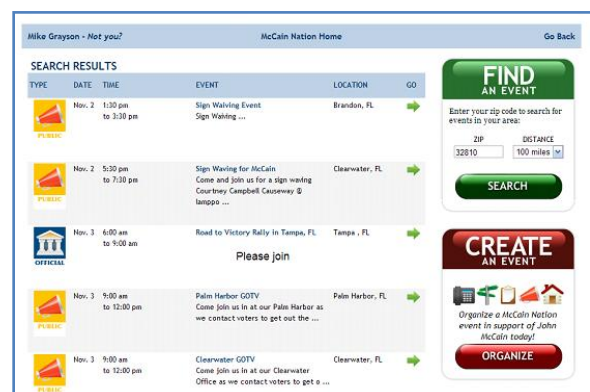 Mike Grayson - Not you? McCain Nation Home Go Back
SEARCH RESULTS
TYPE DATE TIME EVENT LOCATION GO
PUBLIC Nov. 2 1:30 pm to 3:30 pm
Sign Waiving Event
Sign Waiving ...
Brandon, FL
PUBLIC Nov. 2 5:30 pm to 7:30 pm
Sign Waving for McCain
Come and join us for a sign waving
Courtney Campbell Causeway @
lamppo ...
Clearwater, FL
OFFICIAL Nov. 3 6:00 am to 9:00 am
Road to Victory Rally in Tampa, FL
Please join
Tampa , FL
PUBLIC Nov. 3 9:00 am to 12:00 pm
Palm Harbor GOTV
Come join us in at our Palm Harbor as
we contact voters to get out the ...
Palm Harbor, FL
PUBLIC Nov. 3 9:00 am to 12:00 pm
Clearwater GOTV
Come join us in at our Clearwater
Office as we contact voters to get o ...
Clearwater, FL
FIND
AN EVENT
Enter your zip code to search for
events in your area:
ZIP DISTANCE
32810 100 miles
SEARCH
CREATE
AN EVENT
Organize a McCain Nation
event in support of John
McCain today!
ORGANIZE